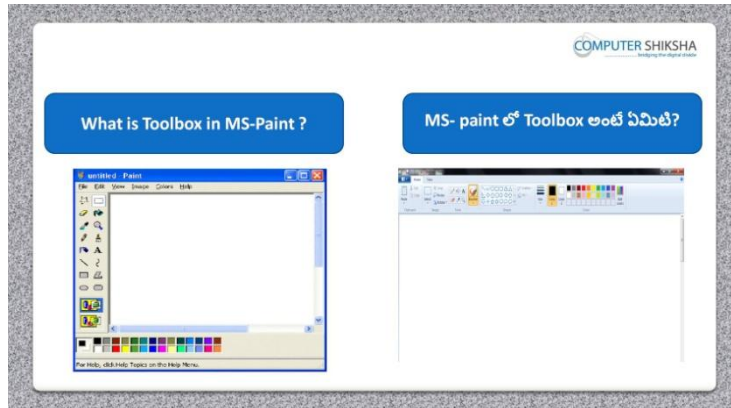 COMPUTER SHIKSHA
bridging the digital divide
What is Toolbox in MS-Paint ?
MS- paint లో Toolbox అంటే ఏమిటి?
untitled - Paint
File Edit View Image Colors Help
A
For Help, click Help Topics on the Help Menu.